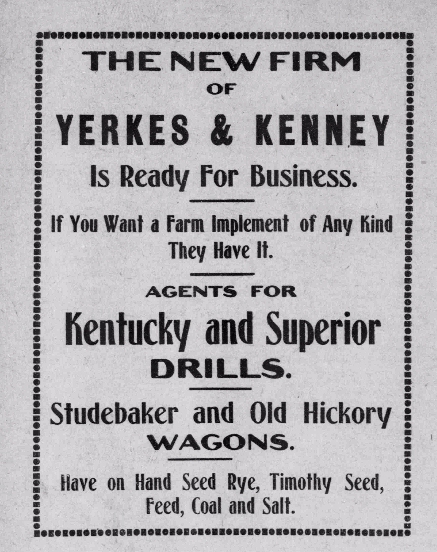 THE NEW FIRM
OF
YERKES & KENNEY
Is Ready For Business.
If You Want a Farm Implement of Any Kind
They Have It.
AGENTS FOR
Kentucky and Superior
DRILLS.
Studebaker and Old Hickory
WAGONS.
Have on Hand Seed Rye, Timothy Seed,
Feed, Coal and Salt.